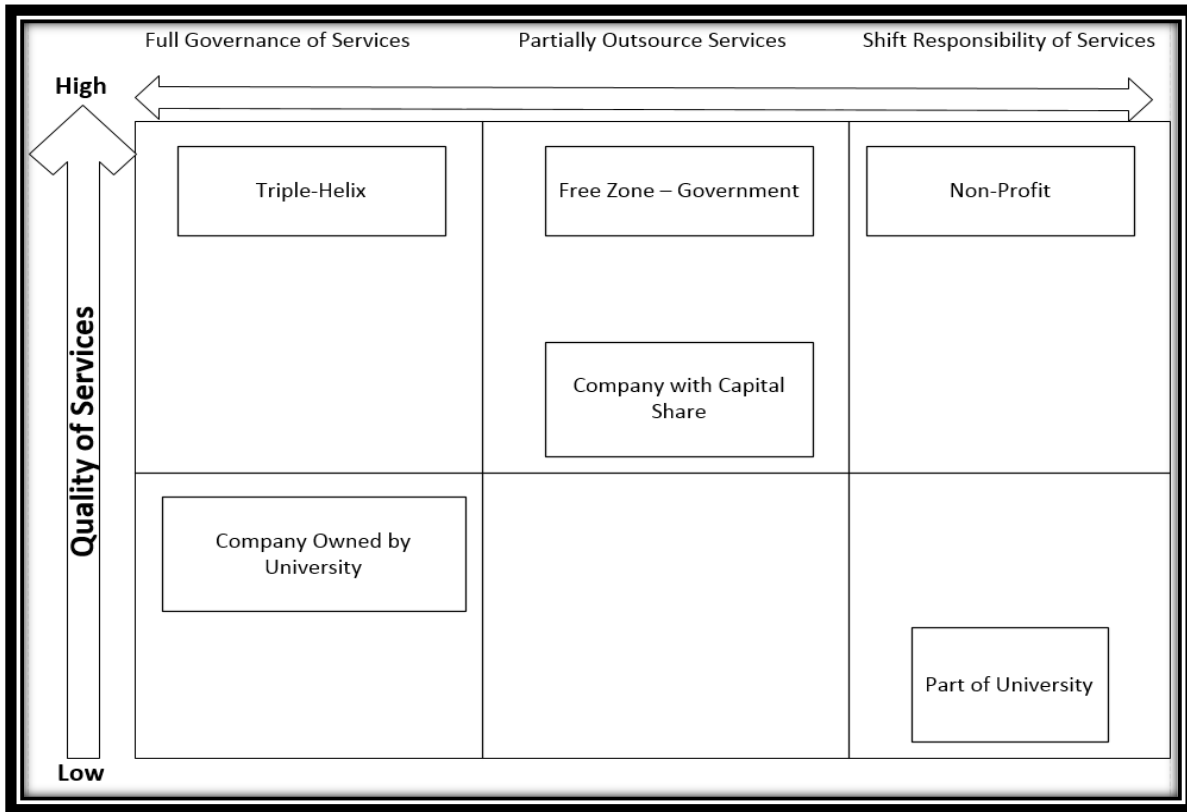 Full Governance of Services
Partially Outsource Services
Shift Responsibility of Services
High
Triple-Helix
Free Zone – Government
Non-Profit
Company with Capital
Share
Quality of Services
Company Owned by
University
Part of University
Low